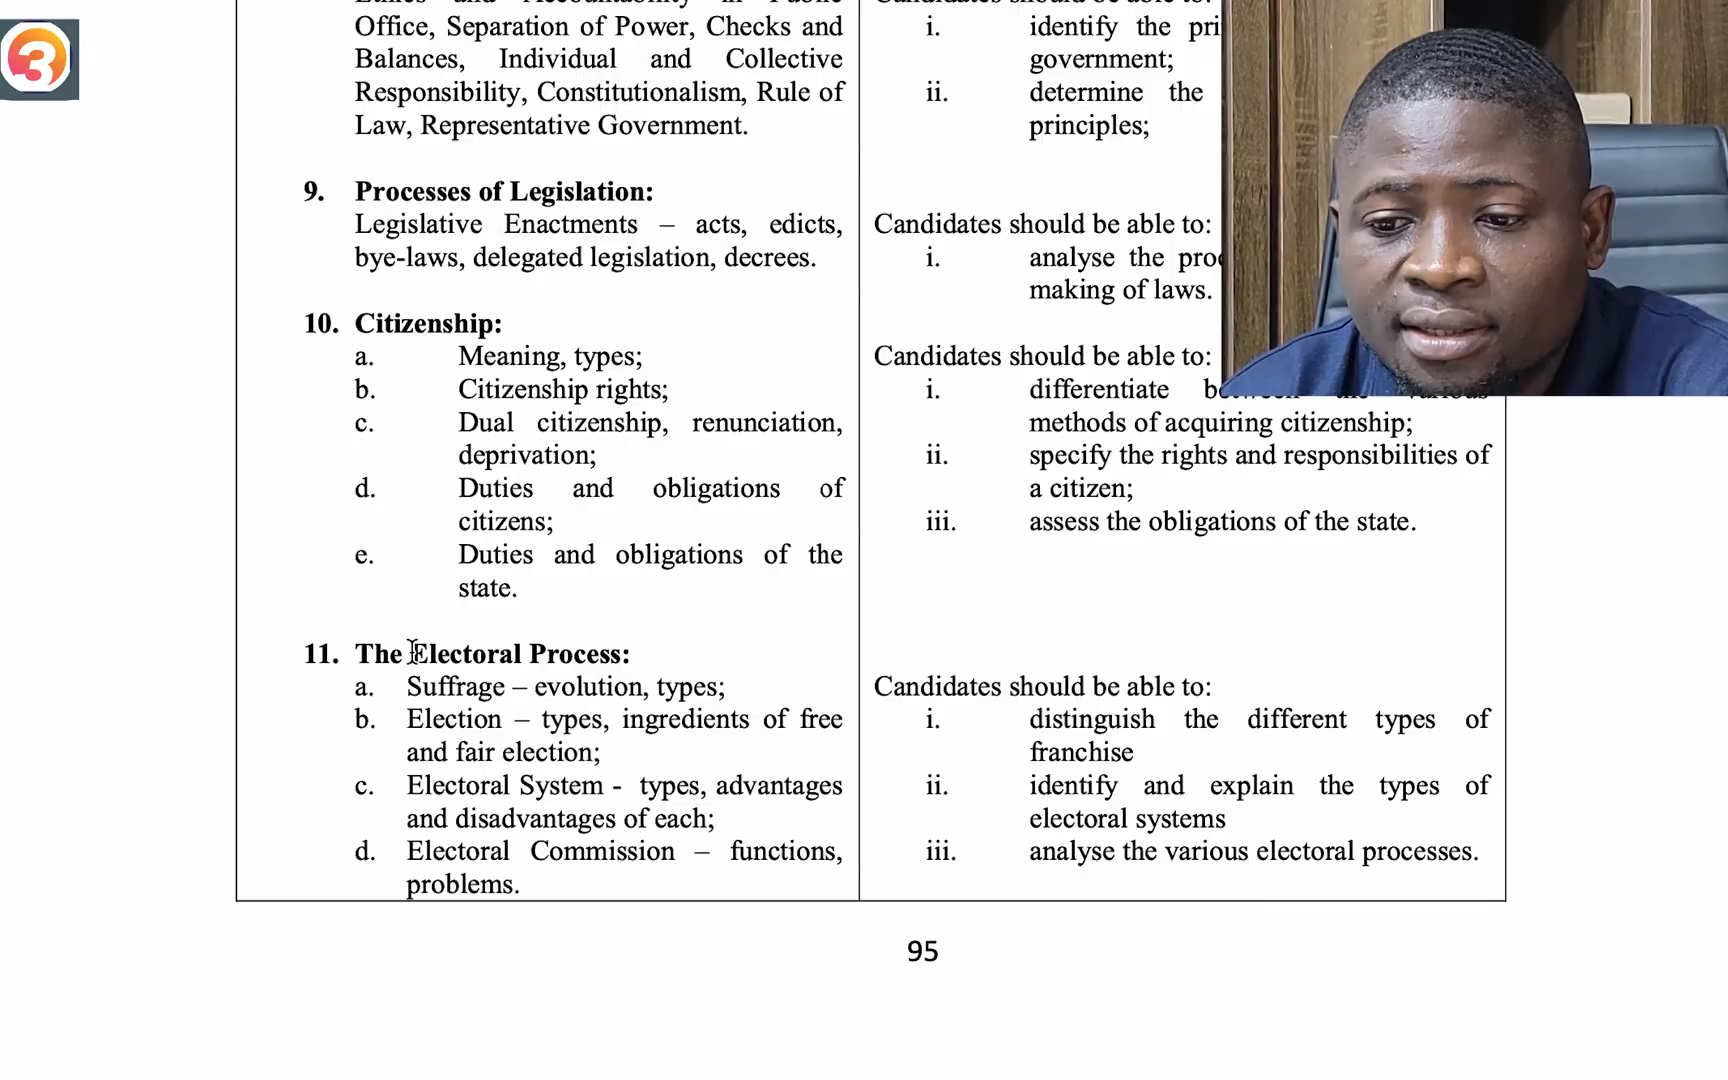 3
Office, Separation of Power, Checks and
Balances, Individual and Collective
Responsibility, Constitutionalism, Rule of
Law, Representative Government.
i. identify the
government;
ii. determine the
principles;
9. Processes of Legislation:
Legislative Enactments – acts, edicts,
bye-laws, delegated legislation, decrees.
Candidates should be able to:
i. analyse the
making of laws.
10. Citizenship:
a. Meaning, types;
b. Citizenship rights;
c. Dual citizenship, renunciation,
deprivation;
d. Duties and obligations of
citizens;
e. Duties and obligations of the
state.
Candidates should be able to:
i. differentiate
methods of acquiring citizenship;
ii. specify the rights and responsibilities of
a citizen;
iii. assess the obligations of the state.
11. The Electoral Process:
a. Suffrage – evolution, types;
b. Election – types, ingredients of free
and fair election;
c. Electoral System - types, advantages
and disadvantages of each;
d. Electoral Commission – functions,
problems.
Candidates should be able to:
i. distinguish the different types of
franchise
ii. identify and explain the types of
electoral systems
iii. analyse the various electoral processes.
95